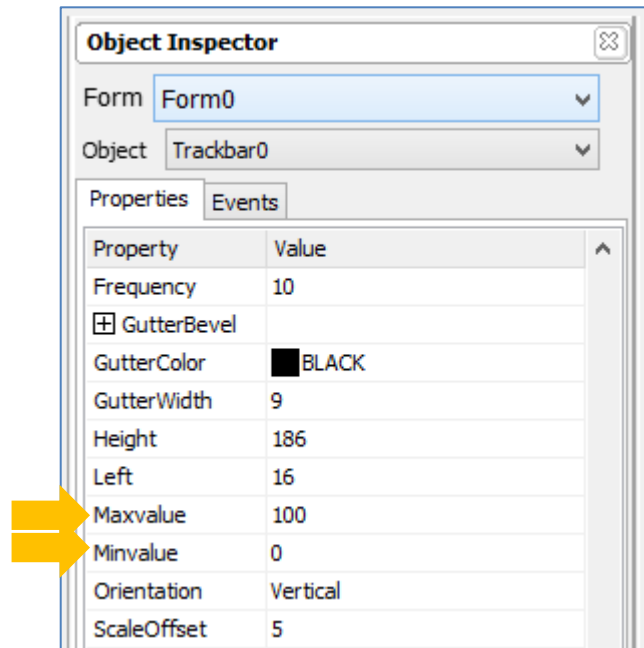 Object Inspector
Form Form0
Object Trackbar0
Properties Events
Property Value
Frequency 10
GutterBevel
GutterColor BLACK
GutterWidth 9
Height 186
Left 16
Maxvalue 100
Minvalue 0
Orientation Vertical
ScaleOffset 5